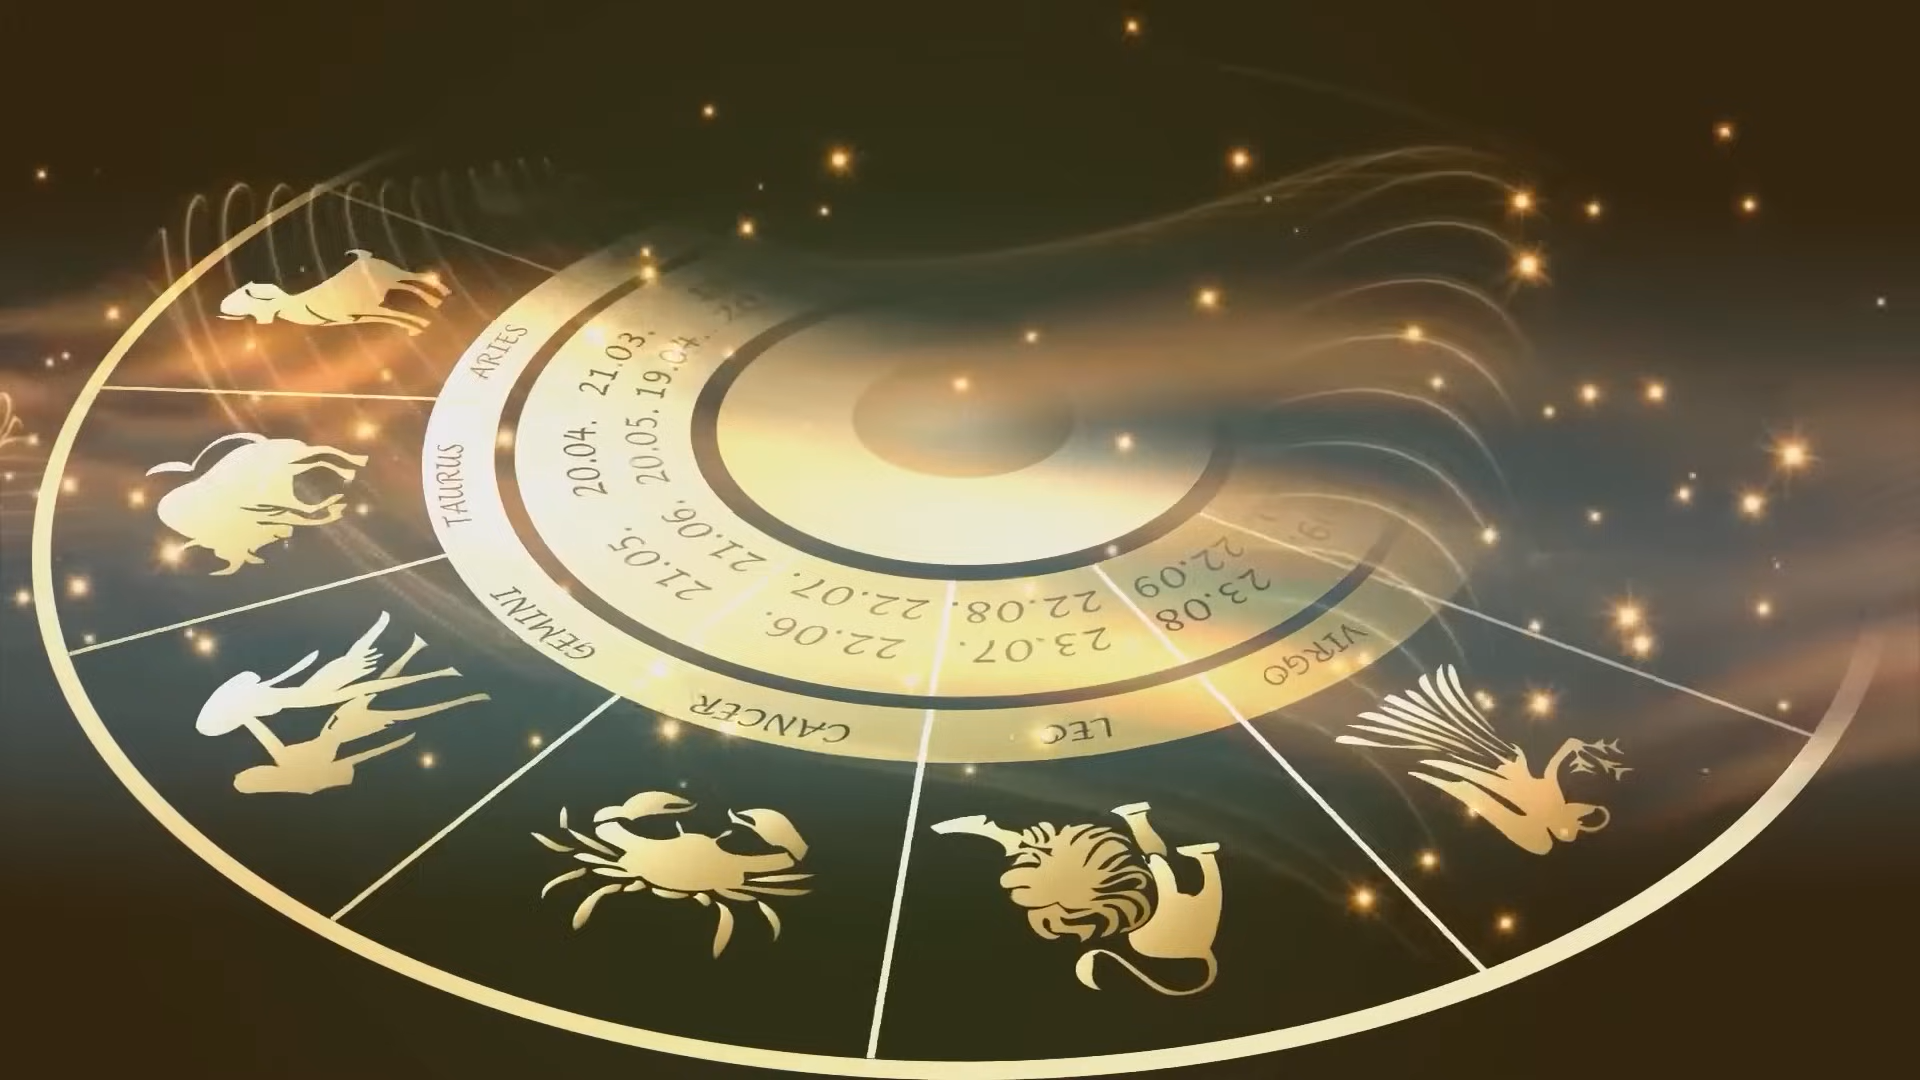 ARIES
21.03.
19.04.
TAURUS
20.04.
20.05.
GEMINI
21.05.
21.06.
CANCER
22.06.
22.07.
LEO
23.07.
22.08.
VIRGO
23.08
22.09